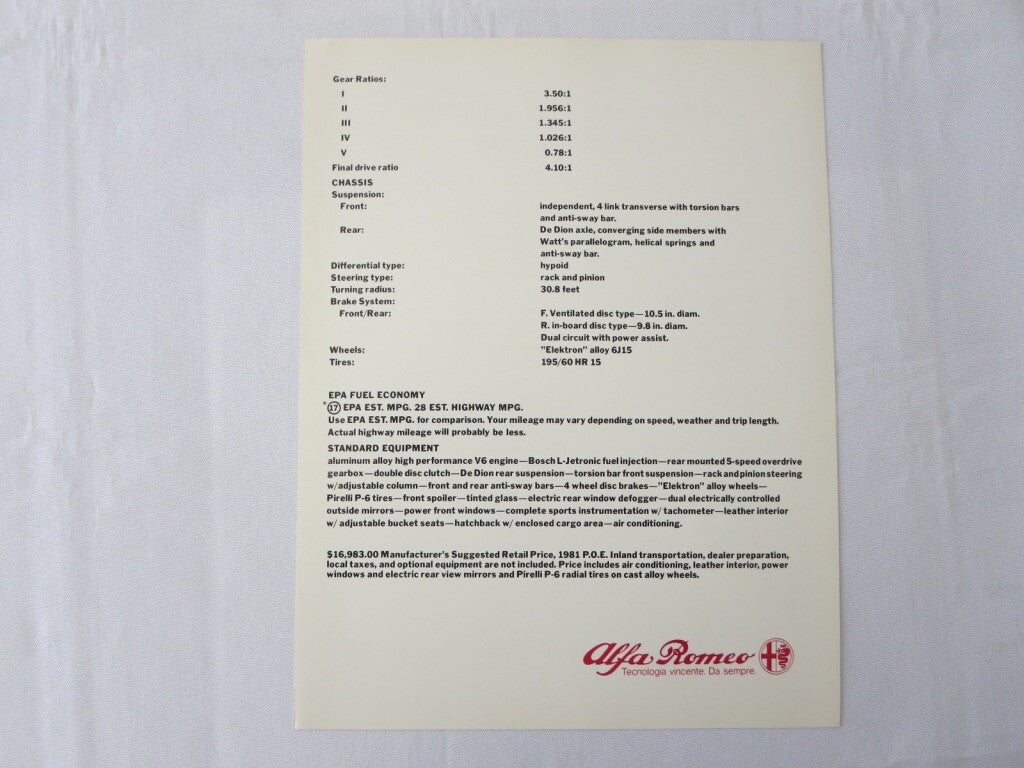 Gear Ratios:
I 3.50:1
II 1.956:1
III 1.345:1
IV 1.026:1
V 0.78:1
Final drive ratio 4.10:1
CHASSIS
Suspension:
Front: independent, 4 link transverse with torsion bars
and anti-sway bar.
Rear: De Dion axle, converging side members with
Watt's parallelogram, helical springs and
anti-sway bar.
Differential type: hypoid
Steering type: rack and pinion
Turning radius: 30.8 feet
Brake System:
Front/Rear: F. Ventilated disc type—10.5 in. diam.
R. in-board disc type—9.8 in. diam.
Dual circuit with power assist.
Wheels: "Elektron" alloy 6J15
Tires: 195/60 HR 15
EPA FUEL ECONOMY
*⑰ EPA EST. MPG. 28 EST. HIGHWAY MPG.
Use EPA EST. MPG. for comparison. Your mileage may vary depending on speed, weather and trip length.
Actual highway mileage will probably be less.
STANDARD EQUIPMENT
aluminum alloy high performance V6 engine—Bosch L-Jetronic fuel injection—rear mounted 5-speed overdrive
gearbox—double disc clutch—De Dion rear suspension—torsion bar front suspension—rack and pinion steering
w/adjustable column—front and rear anti-sway bars—4 wheel disc brakes—"Elektron" alloy wheels—
Pirelli P-6 tires—front spoiler—tinted glass—electric rear window defogger—dual electrically controlled
outside mirrors—power front windows—complete sports instrumentation w/ tachometer—leather interior
w/ adjustable bucket seats—hatchback w/ enclosed cargo area—air conditioning.
$16,983.00 Manufacturer's Suggested Retail Price, 1981 P.O.E. Inland transportation, dealer preparation,
local taxes, and optional equipment are not included. Price includes air conditioning, leather interior, power
windows and electric rear view mirrors and Pirelli P-6 radial tires on cast alloy wheels.
Alfa Romeo
Tecnologia vincente. Da sempre.